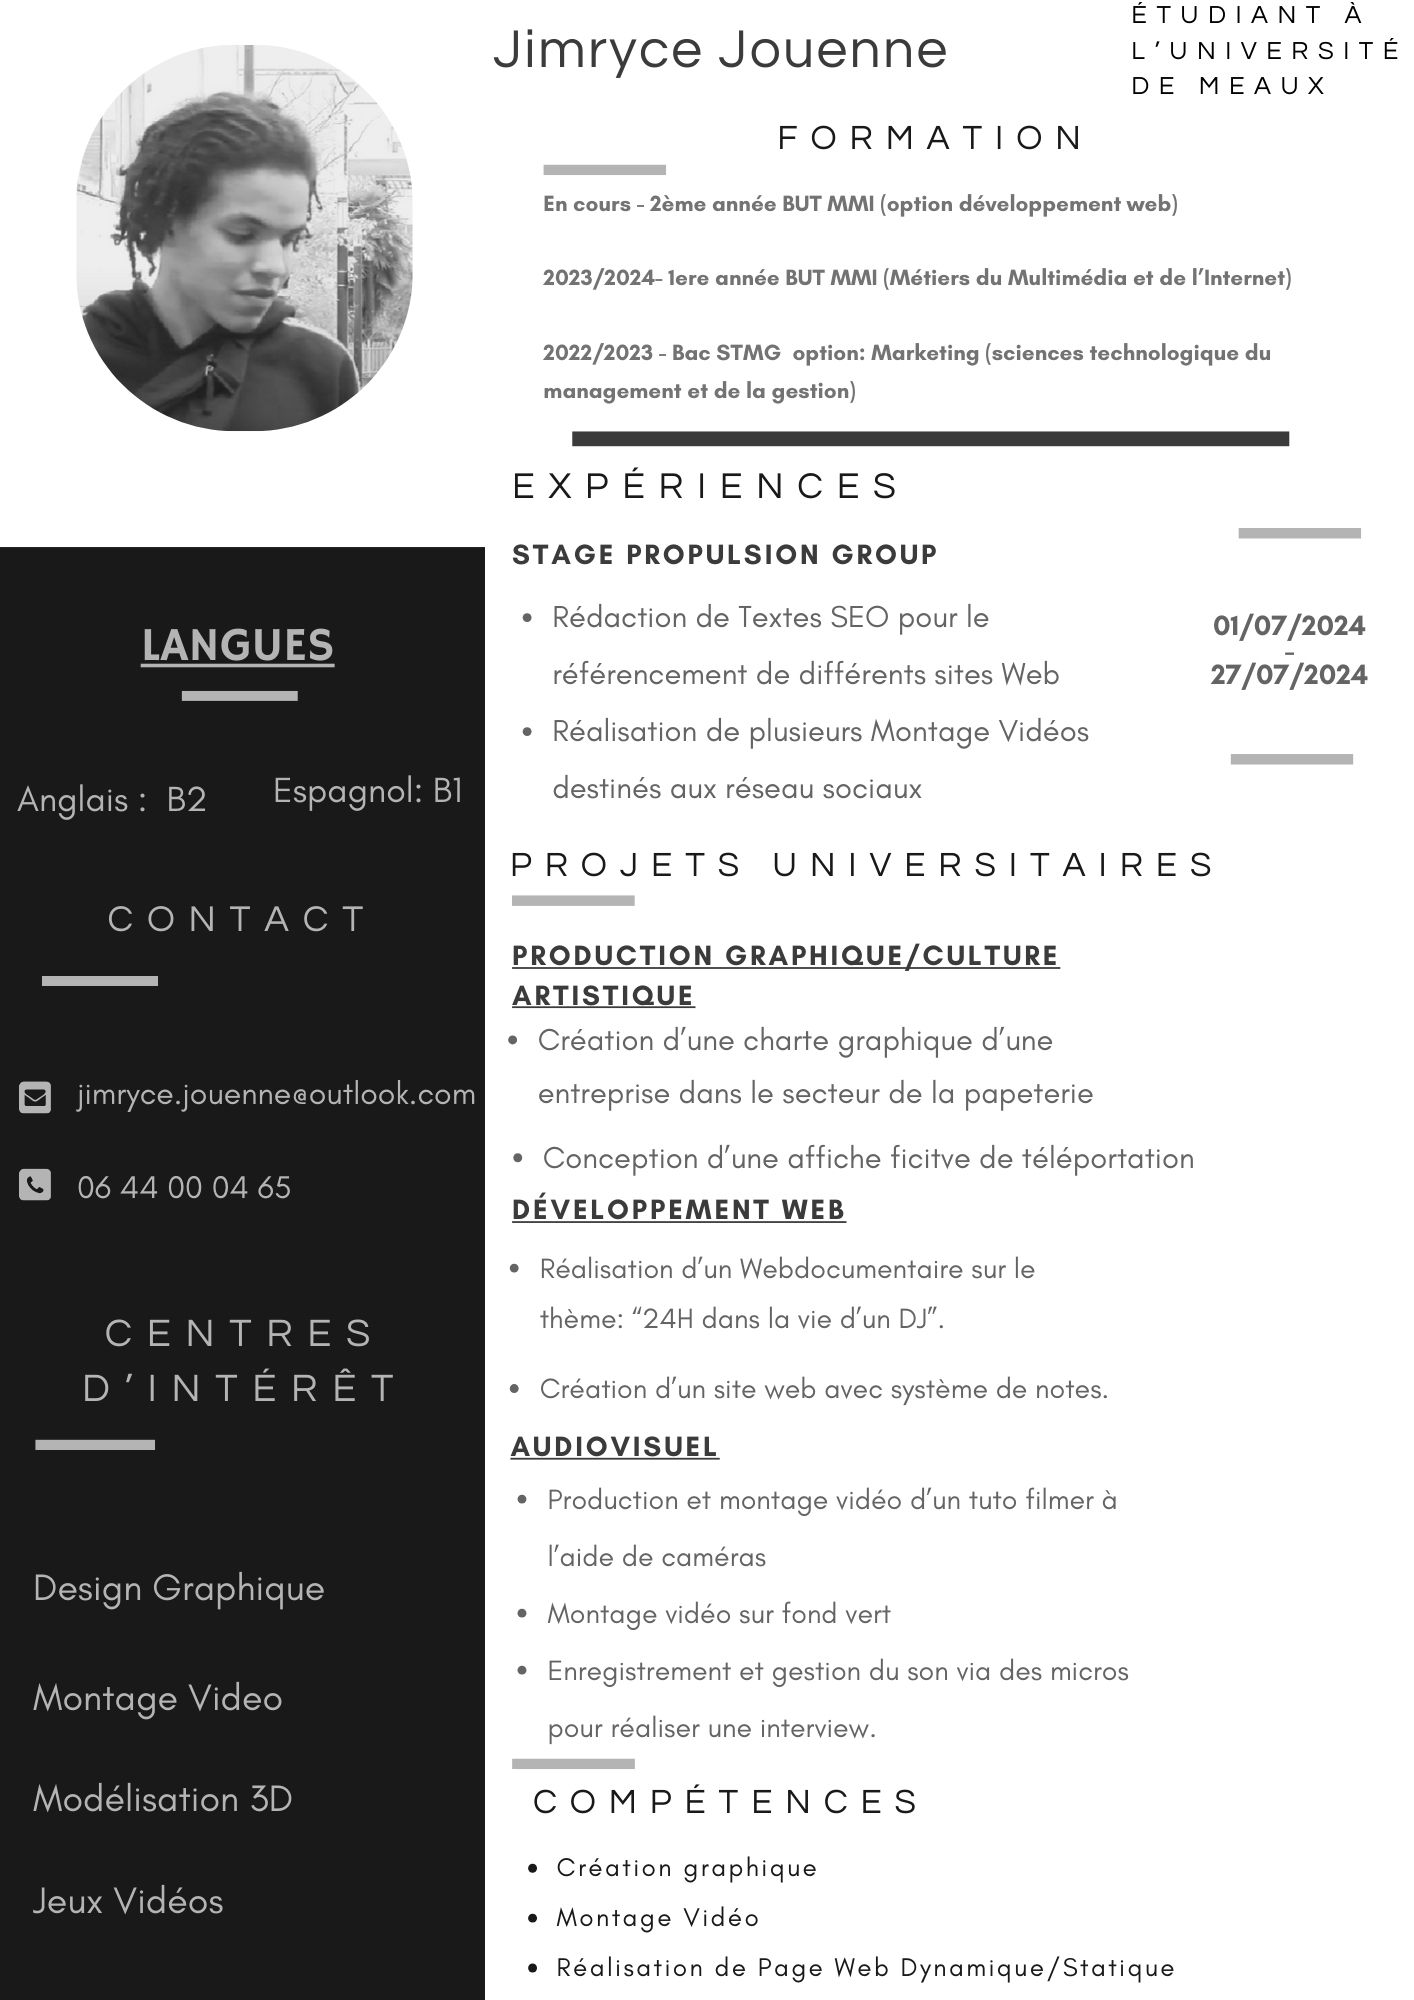 Jimryce Jouenne
ÉTUDIANT À
L’UNIVERSITÉ
DE MEAUX
FORMATION
En cours - 2ème année BUT MMI (option développement web)
2023/2024- 1ere année BUT MMI (Métiers du Multimédia et de l’Internet)
2022/2023 - Bac STMG option: Marketing (sciences technologique du
management et de la gestion)
EXPÉRIENCES
STAGE PROPULSION GROUP
• Rédaction de Textes SEO pour le
référencement de différents sites Web
• Réalisation de plusieurs Montage Vidéos
destinés aux réseau sociaux
01/07/2024
-
27/07/2024
PROJETS UNIVERSITAIRES
PRODUCTION GRAPHIQUE/CULTURE
ARTISTIQUE
• Création d’une charte graphique d’une
entreprise dans le secteur de la papeterie
• Conception d’une affiche ficitve de téléportation
DÉVELOPPEMENT WEB
• Réalisation d’un Webdocumentaire sur le
thème: “24H dans la vie d’un DJ”.
• Création d’un site web avec système de notes.
AUDIOVISUEL
• Production et montage vidéo d’un tuto filmer à
l’aide de caméras
• Montage vidéo sur fond vert
• Enregistrement et gestion du son via des micros
pour réaliser une interview.
COMPÉTENCES
• Création graphique
• Montage Vidéo
• Réalisation de Page Web Dynamique/Statique
LANGUES
Anglais : B2
Espagnol: B1
CONTACT
jimryce.jouenne@outlook.com
06 44 00 04 65
CENTRES
D’INTÉRÊT
Design Graphique
Montage Video
Modélisation 3D
Jeux Vidéos